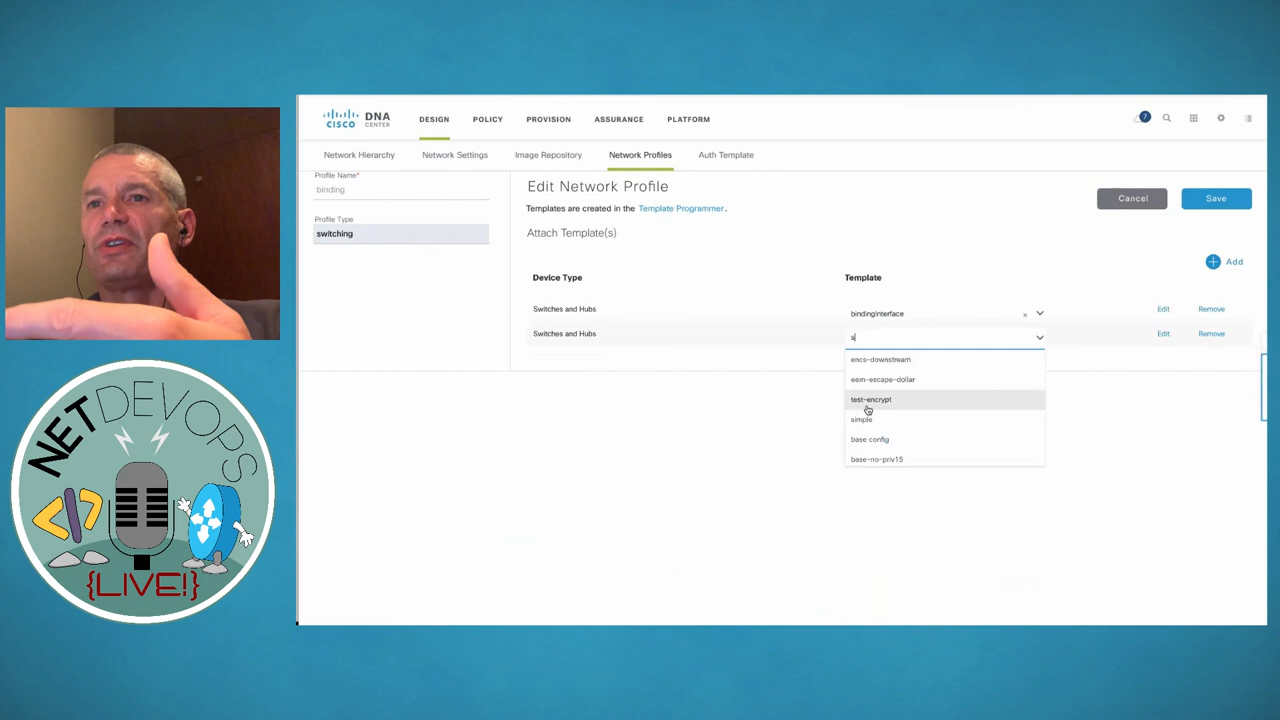 CISCO
DNA
CENTER
DESIGN
POLICY
PROVISION
ASSURANCE
PLATFORM
7
Network Hierarchy
Network Settings
Image Repository
Network Profiles
Auth Template
Profile Name*
binding
Profile Type
switching
Edit Network Profile
Cancel
Save
Templates are created in the Template Programmer.
Attach Template(s)
Add
Device Type
Template
Switches and Hubs
bindinginterface
Edit
Remove
Switches and Hubs
s
Edit
Remove
encs-downstream
eem-escape-dollar
test-encrypt
simple
base config
base-no-priv15
NETDEVOPS
{LIVE!}